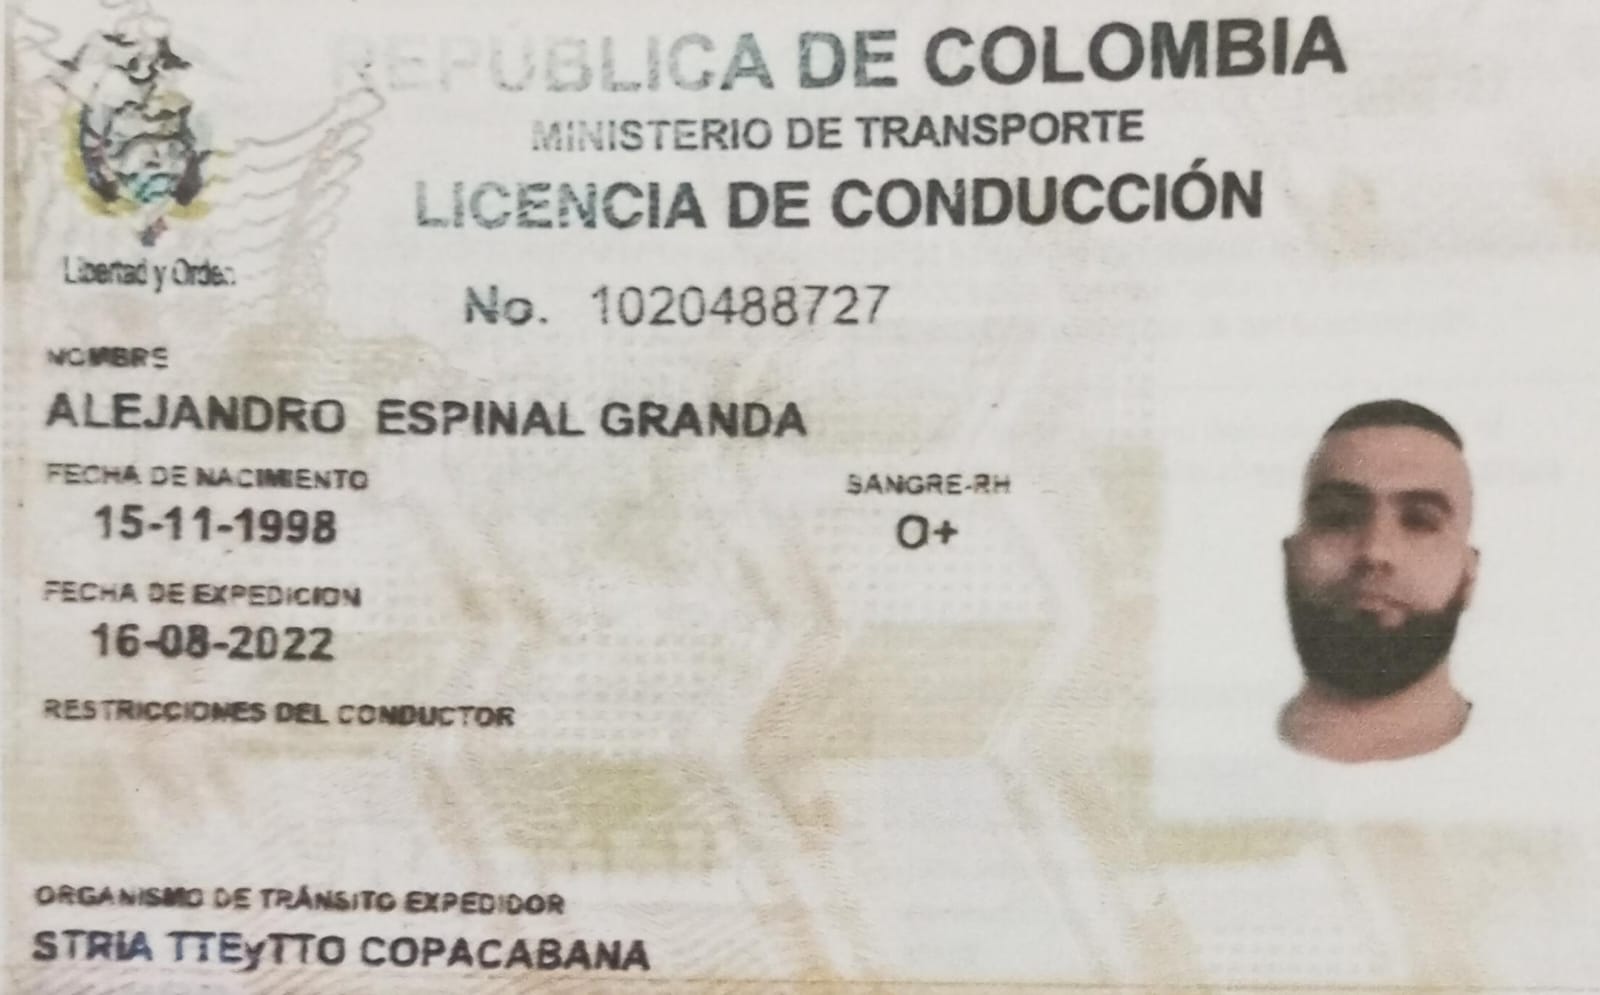 REPÚBLICA DE COLOMBIA
MINISTERIO DE TRANSPORTE
LICENCIA DE CONDUCCIÓN
Libertad y Orden
No. 1020488727
NOMBRE
ALEJANDRO ESPINAL GRANDA
FECHA DE NACIMIENTO
15-11-1998
SANGRE-RH
O+
FECHA DE EXPEDICION
16-08-2022
RESTRICCIONES DEL CONDUCTOR
ORGANISMO DE TRÁNSITO EXPEDIDOR
STRIA TTEyTTO COPACABANA